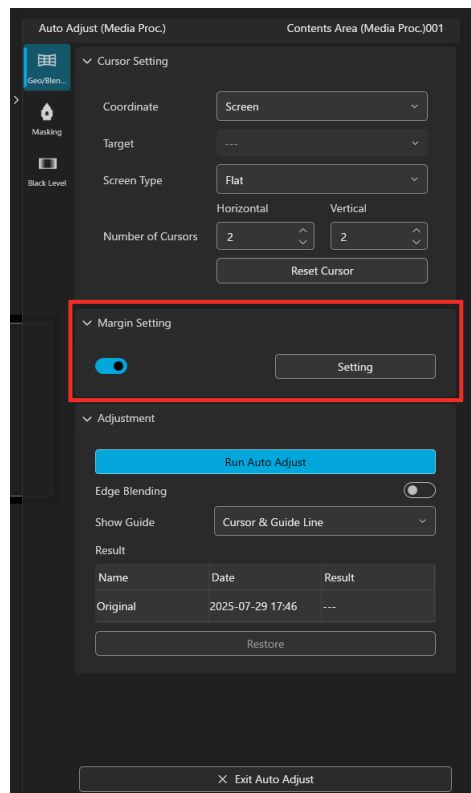 Auto Adjust (Media Proc.) Contents Area (Media Proc.)001
Geo/Blen...
Masking
Black Level
Cursor Setting
Coordinate Screen
Target ---
Screen Type Flat
Horizontal Vertical
Number of Cursors 2 2
Reset Cursor
Margin Setting
Setting
Adjustment
Run Auto Adjust
Edge Blending
Show Guide Cursor & Guide Line
Result
Name Date Result
Original 2025-07-29 17:46 ---
Restore
Exit Auto Adjust